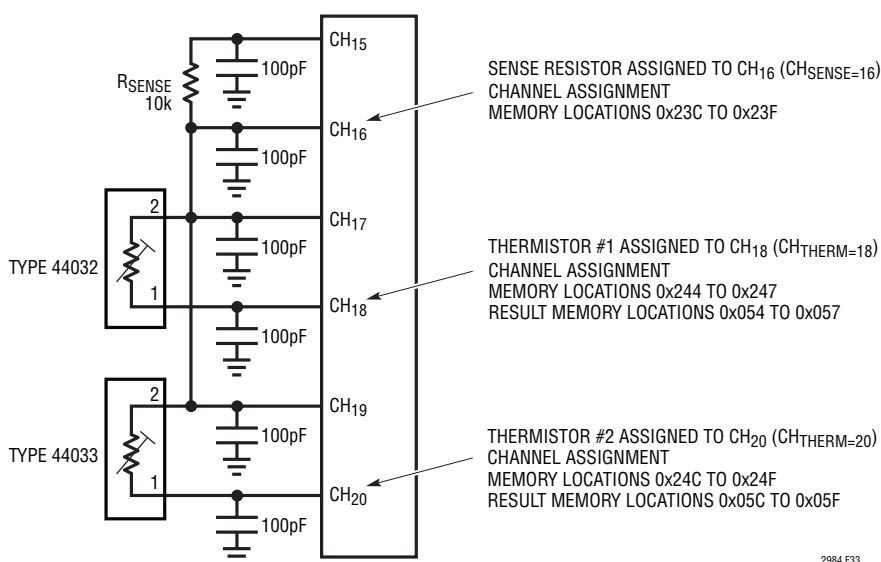 CH15
100pF
RSENSE
10k
SENSE RESISTOR ASSIGNED TO CH16 (CHSENSE=16)
CHANNEL ASSIGNMENT
MEMORY LOCATIONS 0x23C TO 0x23F
CH16
100pF
TYPE 44032
2
1
CH17
100pF
CH18
100pF
THERMISTOR #1 ASSIGNED TO CH18 (CHTHERM=18)
CHANNEL ASSIGNMENT
MEMORY LOCATIONS 0x244 TO 0x247
RESULT MEMORY LOCATIONS 0x054 TO 0x057
TYPE 44033
2
1
CH19
100pF
CH20
100pF
THERMISTOR #2 ASSIGNED TO CH20 (CHTHERM=20)
CHANNEL ASSIGNMENT
MEMORY LOCATIONS 0x24C TO 0x24F
RESULT MEMORY LOCATIONS 0x05C TO 0x05F
2984 F33